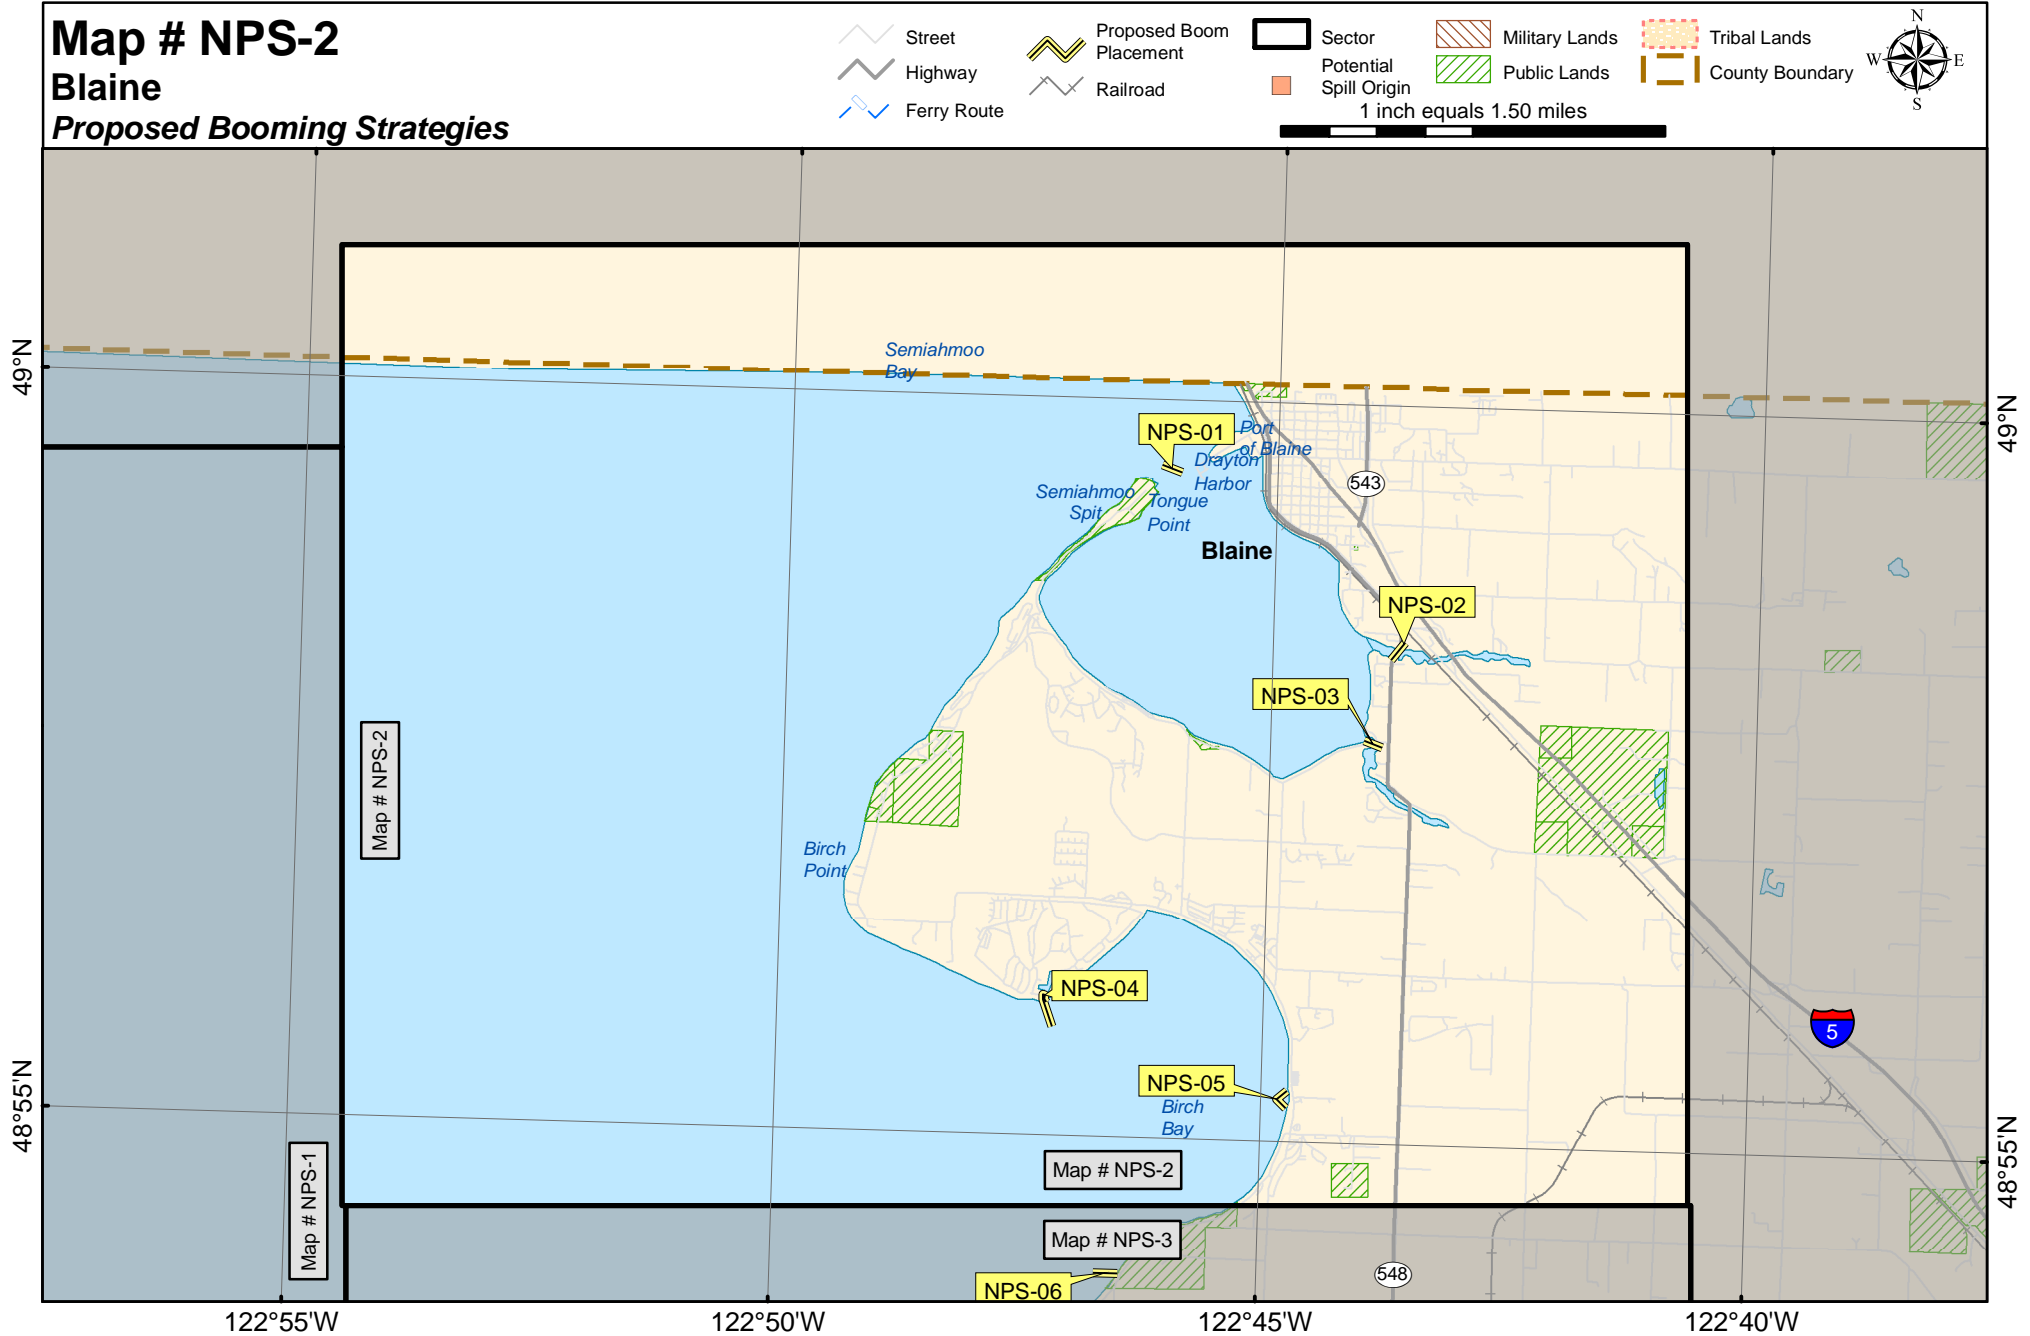 Map # NPS-2
Blaine
Proposed Booming Strategies
Street
Highway
Ferry Route
Proposed Boom
Placement
Railroad
Sector
Potential
Spill Origin
Military Lands
Public Lands
Tribal Lands
County Boundary
1 inch equals 1.50 miles
N
W
E
S
49°N
49°N
Semiahmoo
Bay
NPS-01
Port
of Blaine
Drayton
Harbor
Semiahmoo
Spit
Tongue
Point
543
Blaine
NPS-02
NPS-03
Map # NPS-2
Birch
Point
NPS-04
5
NPS-05
Birch
Bay
48°55'N
48°55'N
Map # NPS-1
Map # NPS-2
Map # NPS-3
NPS-06
548
122°55'W
122°50'W
122°45'W
122°40'W